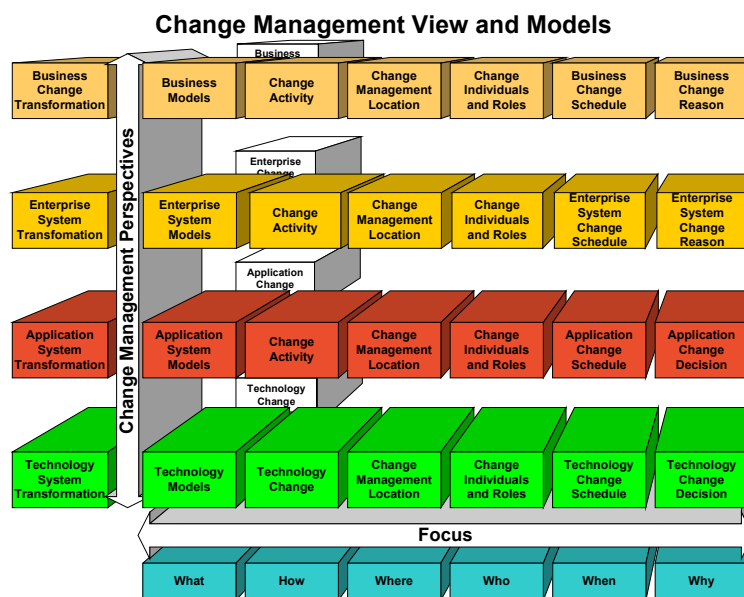 Change Management View and Models
Business
Business
Change
Transformation
Business
Models
Change
Activity
Change
Management
Location
Change
Individuals
and Roles
Business
Change
Schedule
Business
Change
Reason
Change Management Perspectives
Enterprise
Change
Enterprise
System
Transfomation
Enterprise
System
Models
Change
Activity
Change
Management
Location
Change
Individuals
and Roles
Enterprise
System
Change
Schedule
Enterprise
System
Change
Reason
Application
Change
Application
System
Transformation
Application
System
Models
Change
Activity
Change
Management
Location
Change
Individuals
and Roles
Application
Change
Schedule
Application
Change
Decision
Technology
Change
Technology
System
Transformation
Technology
Models
Technology
Change
Change
Management
Location
Change
Individuals
and Roles
Technology
Change
Schedule
Technology
Change
Decision
Focus
What
How
Where
Who
When
Why